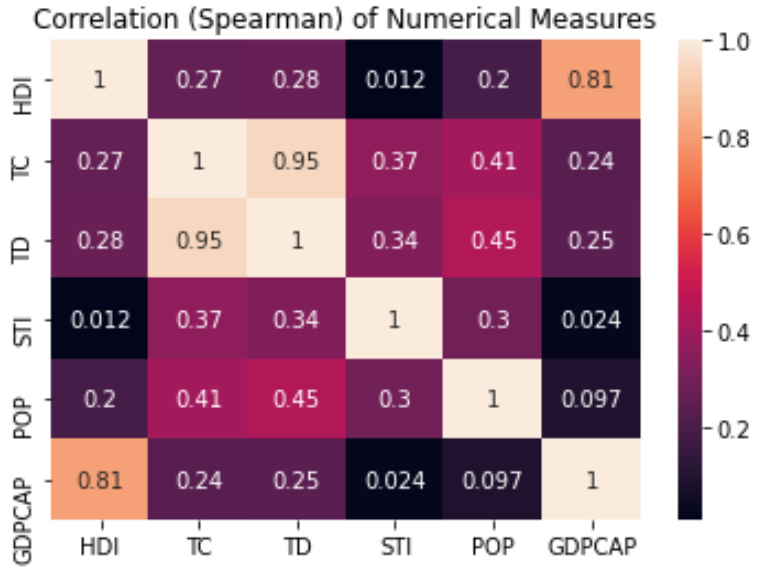 Correlation (Spearman) of Numerical Measures
HDI 1 0.27 0.28 0.012 0.2 0.81
TC 0.27 1 0.95 0.37 0.41 0.24
TD 0.28 0.95 1 0.34 0.45 0.25
STI 0.012 0.37 0.34 1 0.3 0.024
POP 0.2 0.41 0.45 0.3 1 0.097
GDPCAP 0.81 0.24 0.25 0.024 0.097 1
HDI TC TD STI POP GDPCAP
1.0
0.8
0.6
0.4
0.2